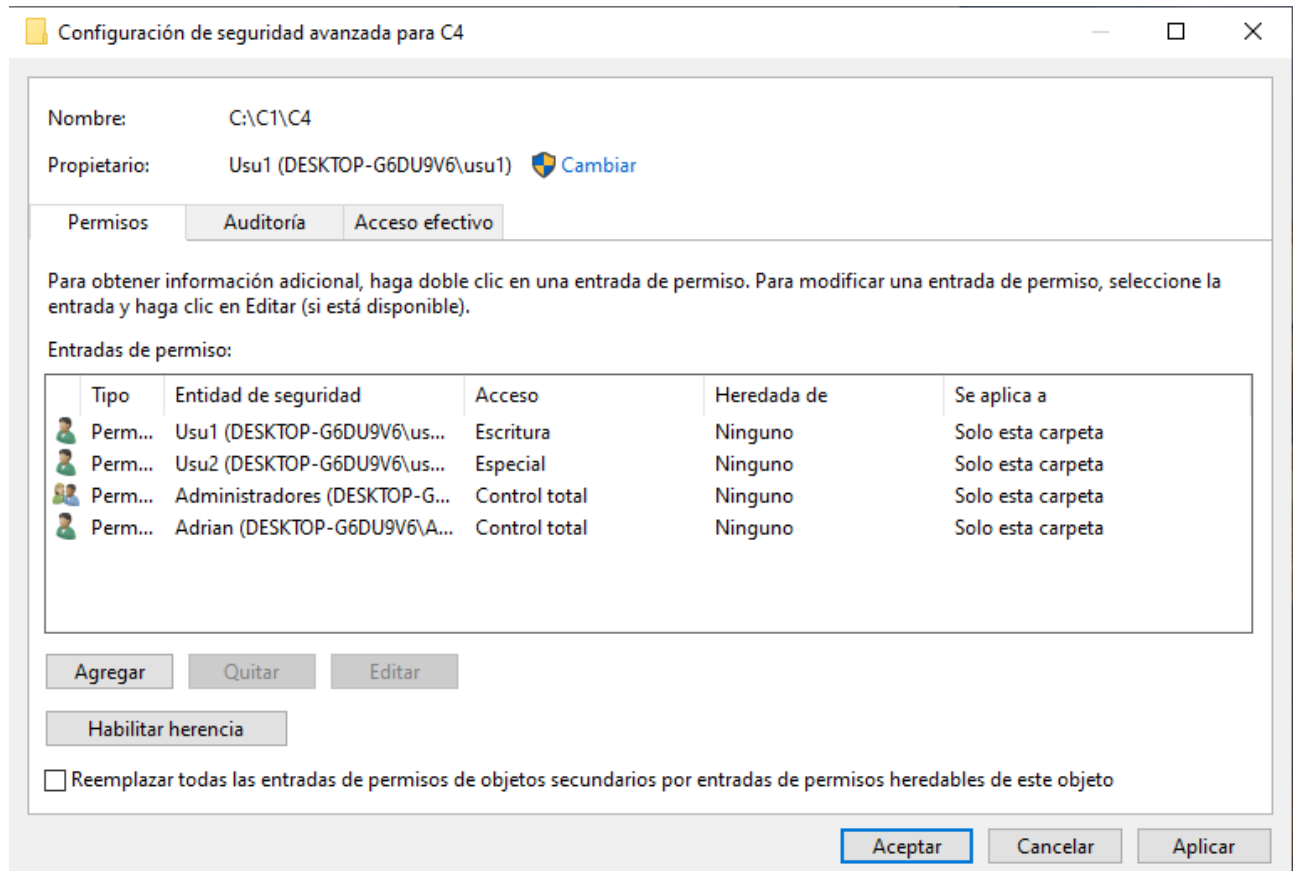 Configuración de seguridad avanzada para C4
Nombre: C:\C1\C4
Propietario: Usu1 (DESKTOP-G6DU9V6\usu1) Cambiar
Permisos Auditoría Acceso efectivo
Para obtener información adicional, haga doble clic en una entrada de permiso. Para modificar una entrada de permiso, seleccione la
entrada y haga clic en Editar (si está disponible).
Entradas de permiso:
Tipo Entidad de seguridad Acceso Heredada de Se aplica a
Perm... Usu1 (DESKTOP-G6DU9V6\us... Escritura Ninguno Solo esta carpeta
Perm... Usu2 (DESKTOP-G6DU9V6\us... Especial Ninguno Solo esta carpeta
Perm... Administradores (DESKTOP-G... Control total Ninguno Solo esta carpeta
Perm... Adrian (DESKTOP-G6DU9V6\A... Control total Ninguno Solo esta carpeta
Agregar Quitar Editar
Habilitar herencia
Reemplazar todas las entradas de permisos de objetos secundarios por entradas de permisos heredables de este objeto
Aceptar Cancelar Aplicar